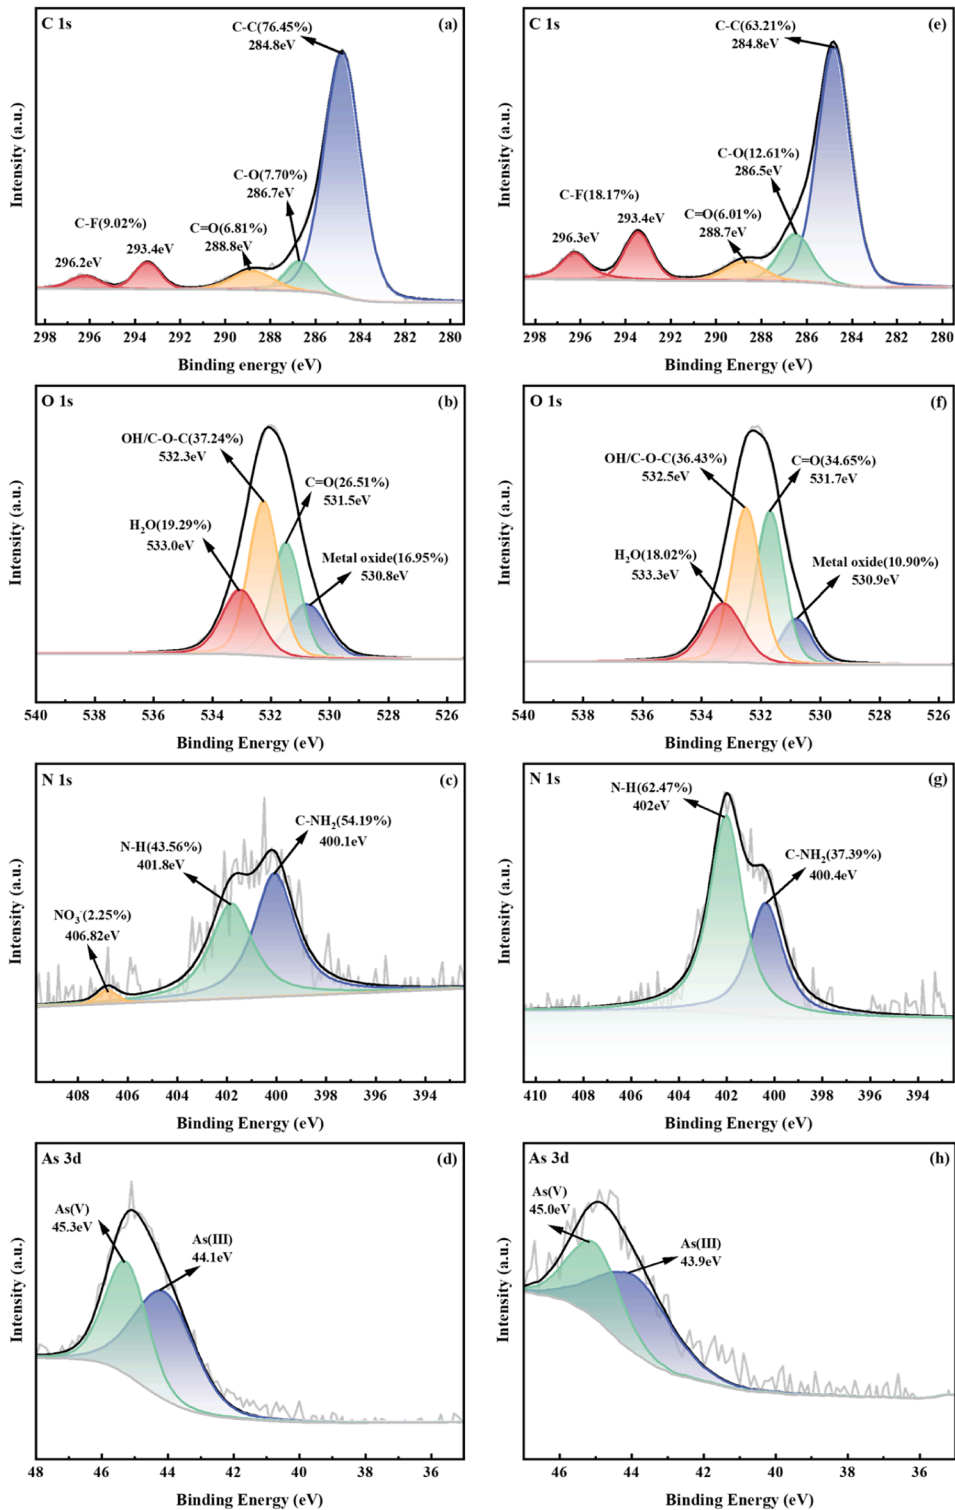 C 1s
(a)
C-C(76.45%)
284.8eV
C-O(7.70%)
286.7eV
C-F(9.02%)
C=O(6.81%)
288.8eV
293.4eV
296.2eV
Intensity (a.u.)
298 296 294 292 290 288 286 284 282 280
Binding energy (eV)
C 1s
(e)
C-C(63.21%)
284.8eV
C-O(12.61%)
286.5eV
C-F(18.17%)
C=O(6.01%)
288.7eV
293.4eV
296.3eV
Intensity (a.u.)
298 296 294 292 290 288 286 284 282 280
Binding energy (eV)
O 1s
(b)
OH/C-O-C(37.24%)
532.3eV
C=O(26.51%)
531.5eV
H₂O(19.29%)
533.0eV
Metal oxide(16.95%)
530.8eV
Intensity (a.u.)
540 538 536 534 532 530 528 526
Binding Energy (eV)
O 1s
(f)
OH/C-O-C(36.43%)
532.5eV
C=O(34.65%)
531.7eV
H₂O(18.02%)
533.3eV
Metal oxide(10.90%)
530.9eV
Intensity (a.u.)
540 538 536 534 532 530 528 526
Binding Energy (eV)
N 1s
(c)
C-NH₂(54.19%)
400.1eV
N-H(43.56%)
401.8eV
NO₃⁻(2.25%)
406.82eV
Intensity (a.u.)
408 406 404 402 400 398 396 394
Binding Energy (eV)
N 1s
(g)
N-H(62.47%)
402eV
C-NH₂(37.39%)
400.4eV
Intensity (a.u.)
410 408 406 404 402 400 398 396 394
Binding Energy (eV)
As 3d
(d)
As(V)
45.3eV
As(III)
44.1eV
Intensity (a.u.)
48 46 44 42 40 38 36
Binding Energy (eV)
As 3d
(h)
As(V)
45.0eV
As(III)
43.9eV
Intensity (a.u.)
46 44 42 40 38 36
Binding Energy (eV)